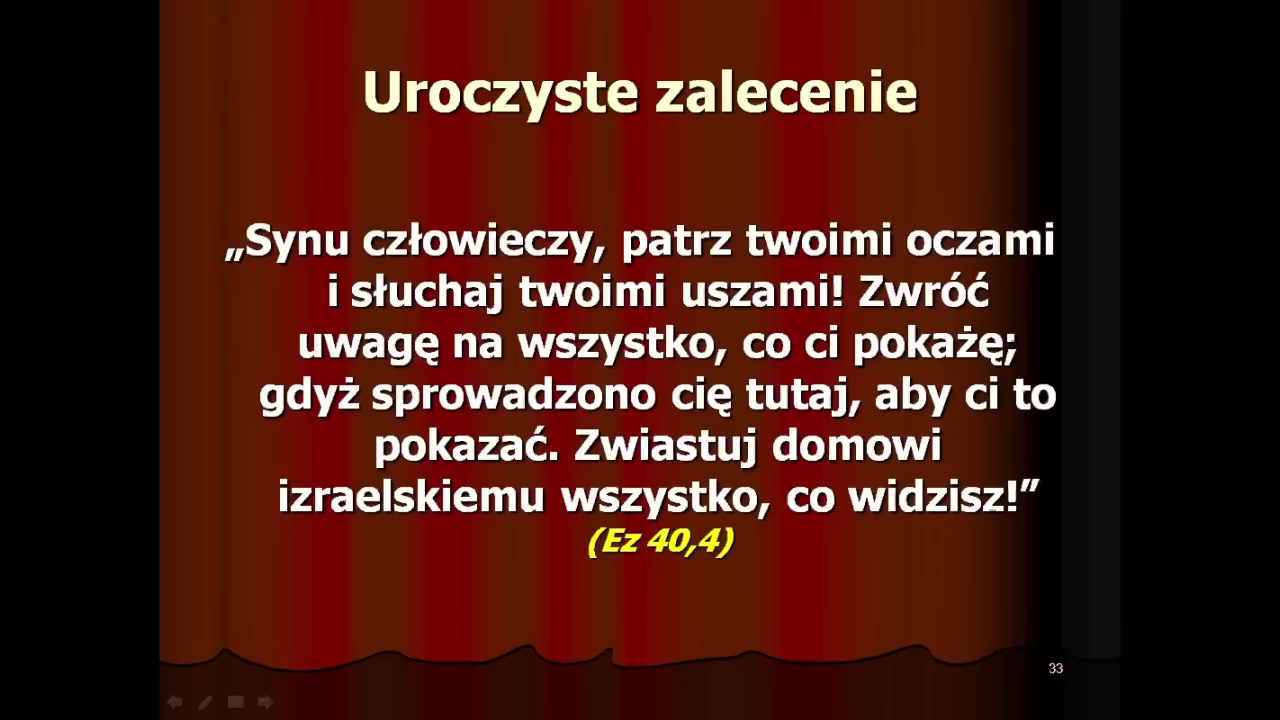 Uroczyste zalecenie
„Synu człowieczy, patrz twoimi oczami
i słuchaj twoimi uszami! Zwróć
uwagę na wszystko, co ci pokażę;
gdyż sprowadzono cię tutaj, aby ci to
pokazać. Zwiastuj domowi
izraelskiemu wszystko, co widzisz!”
(Ez 40,4)
33